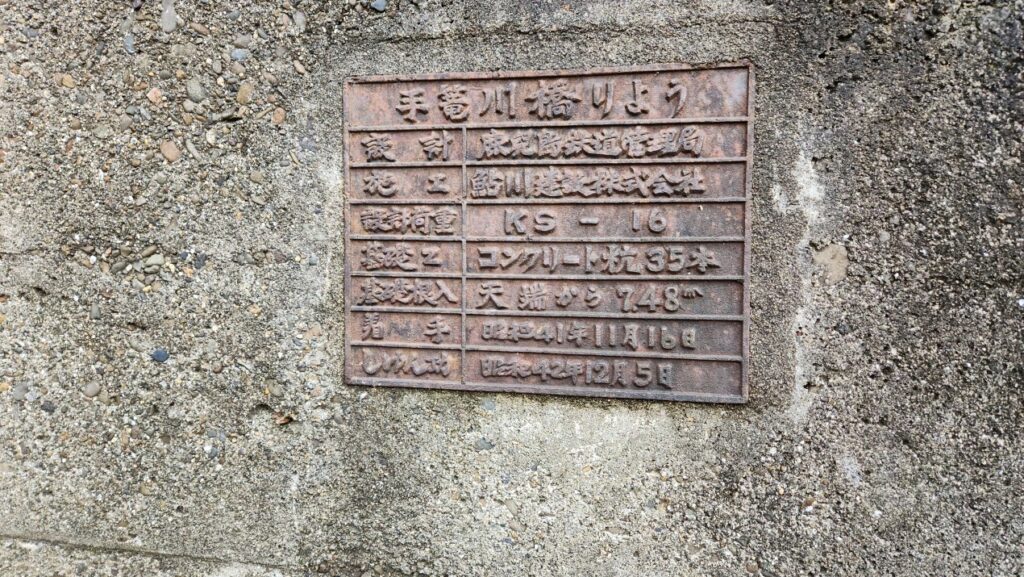 手篭川橋りよう
設計 鹿児島鉄道管理局
施工 鮎川建設株式会社
設計荷重 KS-16
基礎工 コンクリート杭35本
基礎根入 天端から 7.48m
着手 昭和41年11月16日
しゅんしゅ 昭和42年12月5日